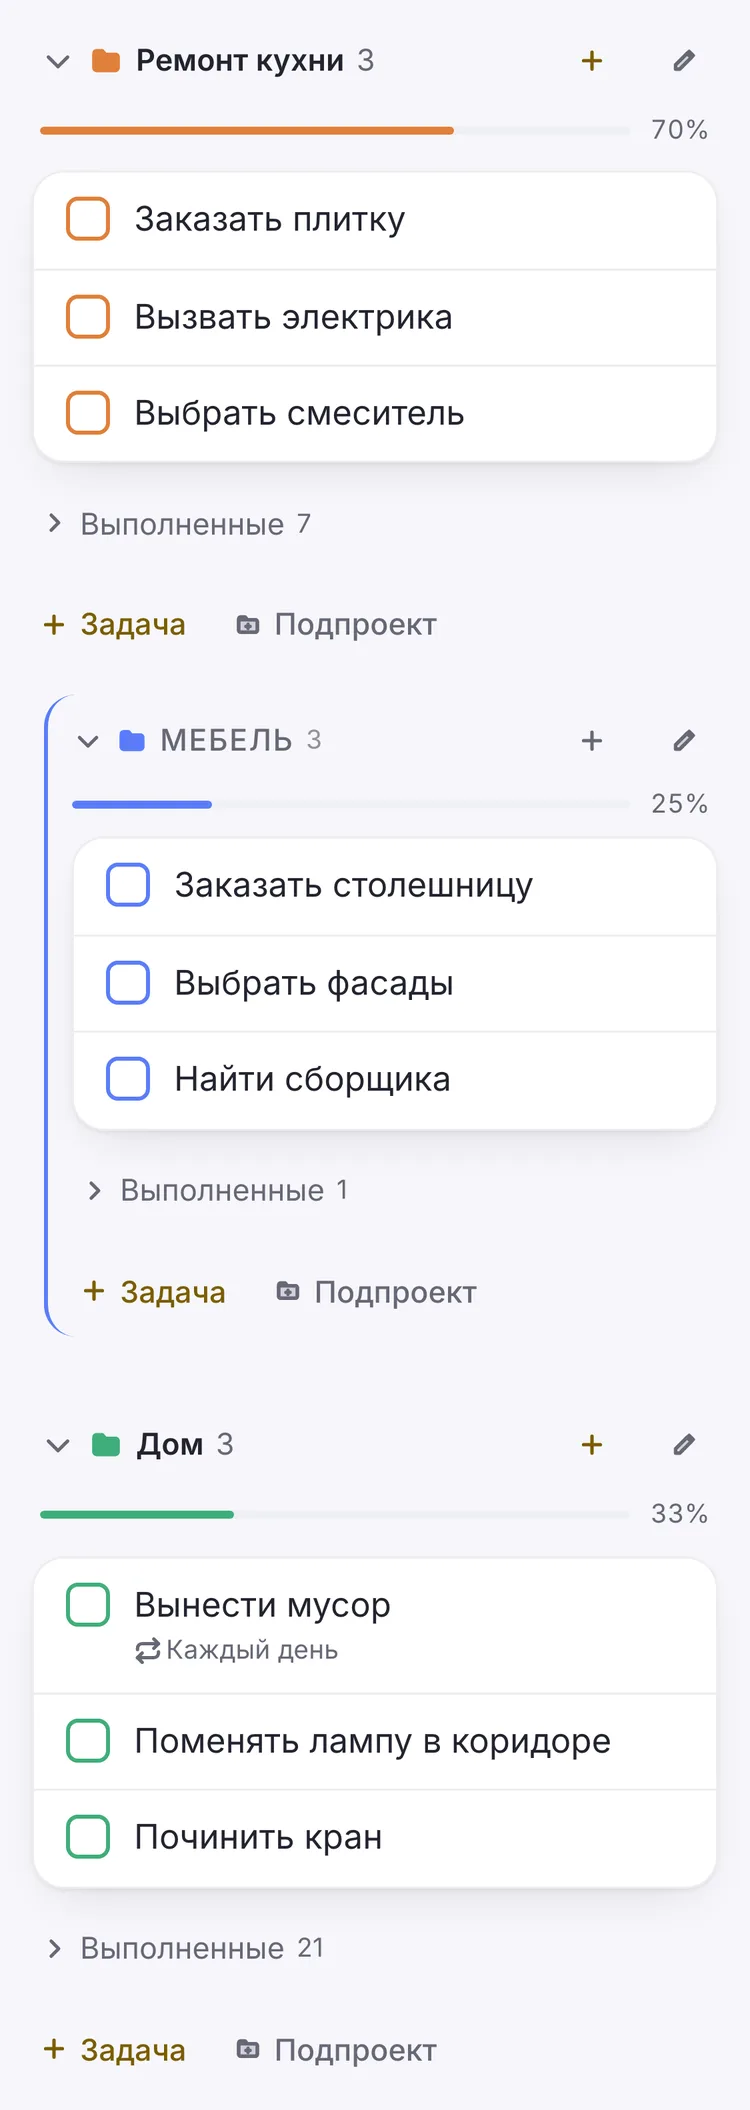 Ремонт кухни 3
70%
Заказать плитку
Вызвать электрика
Выбрать смеситель
Выполненные 7
+ Задача Подпроект
МЕБЕЛЬ 3
25%
Заказать столешницу
Выбрать фасады
Найти сборщика
Выполненные 1
+ Задача Подпроект
Дом 3
33%
Вынести мусор
Каждый день
Поменять лампу в коридоре
Починить кран
Выполненные 21
+ Задача Подпроект